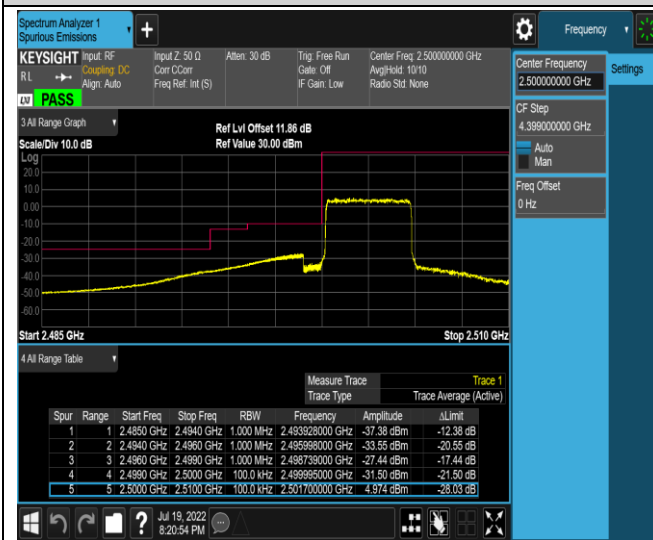 Spectrum Analyzer 1
Spurious Emissions
Frequency
KEYSIGHT Input: RF Input Z: 50 Ω Atten: 30 dB Trig: Free Run Center Freq: 2.500000000 GHz
RL Coupling: DC Corr CCorr Gate: Off Avg|Hold: 10/10
Align: Auto Freq Ref: Int (S) IF Gain: Low Radio Std: None
LXI PASS
3 All Range Graph
Ref Lvl Offset 11.86 dB
Scale/Div 10.0 dB Ref Value 30.00 dBm
Log
20.0
10.0
0.00
-10.0
-20.0
-30.0
-40.0
-50.0
-60.0
Start 2.485 GHz Stop 2.510 GHz
4 All Range Table
Measure Trace Trace 1
Trace Type Trace Average (Active)
Spur Range Start Freq Stop Freq RBW Frequency Amplitude ΔLimit
1 1 2.4850 GHz 2.4940 GHz 1.000 MHz 2.493928000 GHz -37.38 dBm -12.38 dB
2 2 2.4940 GHz 2.4960 GHz 1.000 MHz 2.495998000 GHz -33.55 dBm -20.55 dB
3 3 2.4960 GHz 2.4990 GHz 1.000 MHz 2.498739000 GHz -27.44 dBm -17.44 dB
4 4 2.4990 GHz 2.5000 GHz 100.0 kHz 2.499995000 GHz -31.50 dBm -21.50 dB
5 5 2.5000 GHz 2.5100 GHz 100.0 kHz 2.501700000 GHz 4.974 dBm -28.03 dB
Jul 19, 2022
8:20:54 PM
Center Frequency
2.500000000 GHz
Settings
CF Step
4.399000000 GHz
Auto
Man
Freq Offset
0 Hz